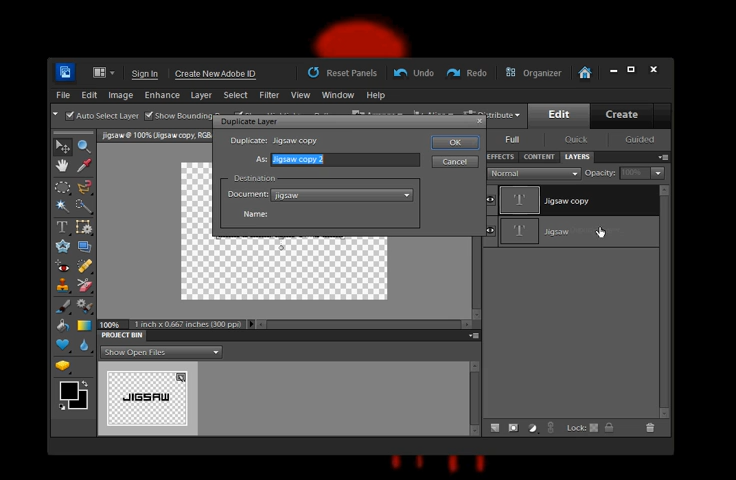 Sign In
Create New Adobe ID
Reset Panels
Undo
Redo
Organizer
File Edit Image Enhance Layer Select Filter View Window Help
Auto Select Layer
Show Bounding
Distribute
Edit
Create
jigsaw @ 100% (Jigsaw copy, RGB
Duplicate Layer
Duplicate: Jigsaw copy
As: Jigsaw copy 2
OK
Cancel
Destination
Document: jigsaw
Name:
Full
Quick
Guided
EFFECTS CONTENT LAYERS
Normal
Opacity: 100%
Jigsaw copy
Jigsaw
100%
1 inch x 0.667 inches (300 ppi)
PROJECT BIN
Show Open Files
JIGSAW
Lock: